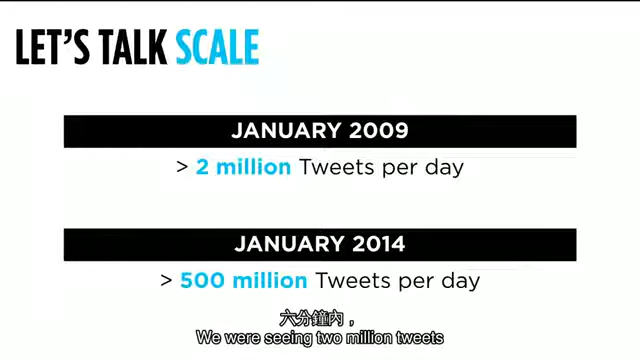 LET'S TALK SCALE
JANUARY 2009
> 2 million Tweets per day
JANUARY 2014
> 500 million Tweets per day
六分鐘內，
We were seeing two million tweets